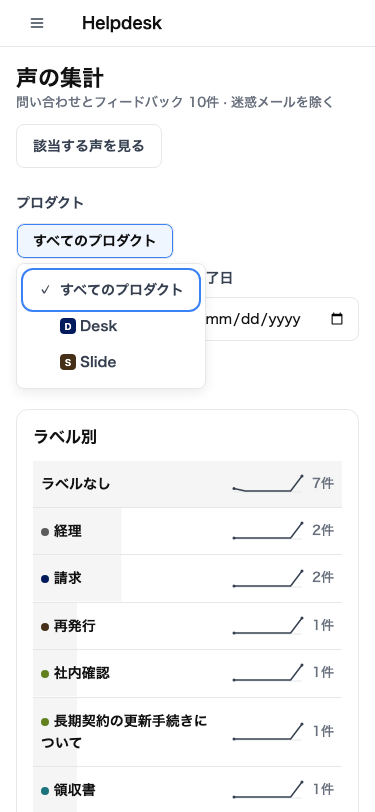 Helpdesk
声の集計
問い合わせとフィードバック 10件 · 迷惑メールを除く
該当する声を見る
プロダクト
すべてのプロダクト
✓ すべてのプロダクト
D Desk
S Slide
了日
mm/dd/yyyy
ラベル別
ラベルなし 7件
経理 2件
請求 2件
再発行 1件
社内確認 1件
長期契約の更新手続きに
ついて 1件
領収書 1件